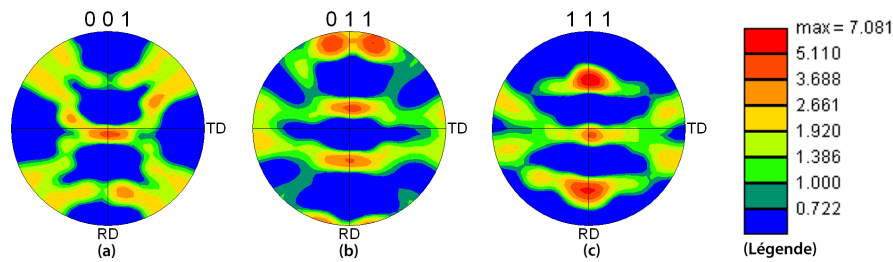 0 0 1
0 1 1
1 1 1
TD
TD
TD
RD
RD
RD
(a)
(b)
(c)
max = 7.081
5.110
3.688
2.661
1.920
1.386
1.000
0.722
(Légende)